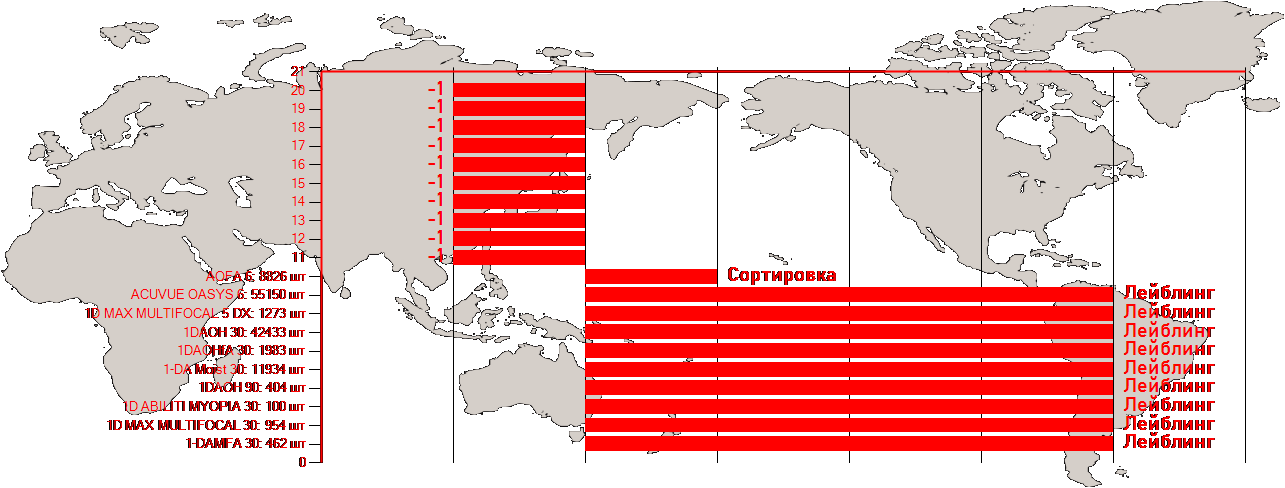 21
20 -1
19 -1
18 -1
17 -1
16 -1
15 -1
14 -1
13 -1
12 -1
11 -1
AOFA 6: 8826 шт Сортировка
ACUVUE OASYS 6: 55150 шт Лейблинг
1D MAX MULTIFOCAL 5 DX: 1273 шт Лейблинг
1DAOH 30: 42433 шт Лейблинг
1DAOHFA 30: 1983 шт Лейблинг
1-DA Moist 30: 11934 шт Лейблинг
1DAOH 90: 404 шт Лейблинг
1D ABILITI MYOPIA 30: 100 шт Лейблинг
1D MAX MULTIFOCAL 30: 954 шт Лейблинг
1-DAMFA 30: 462 шт Лейблинг
0